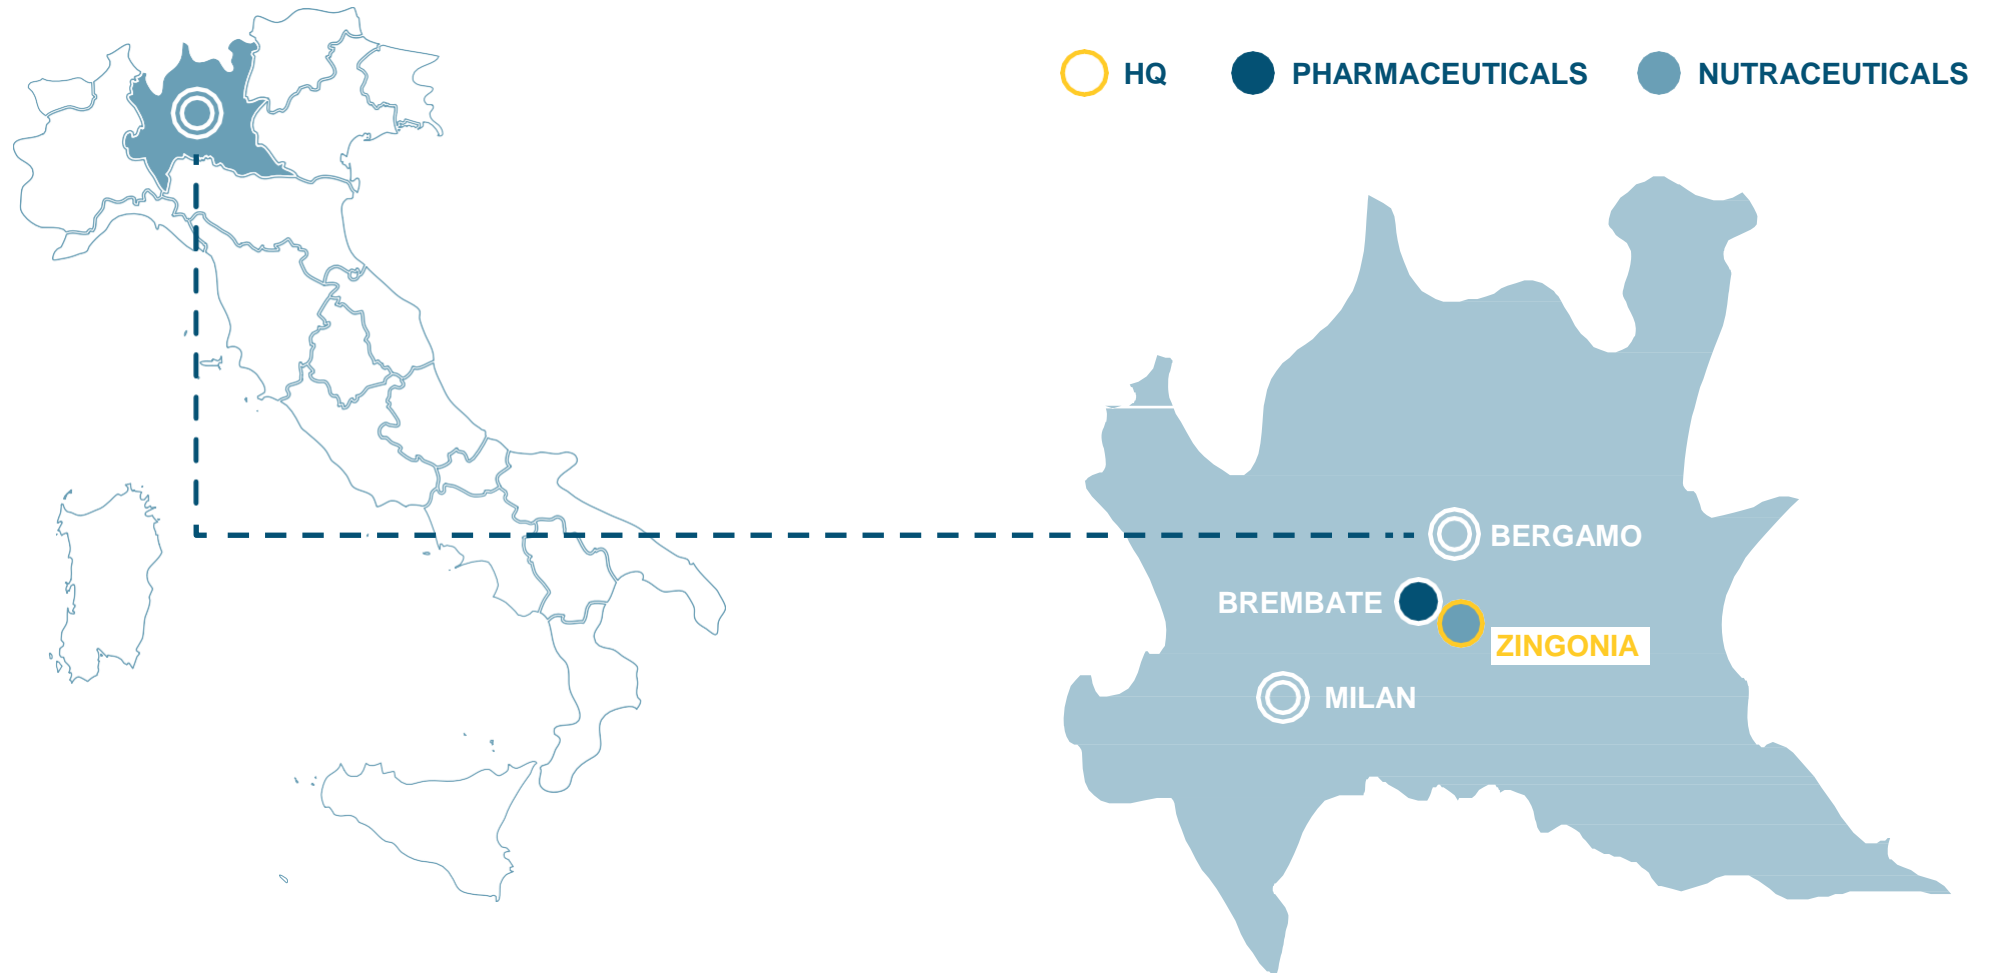 HQ
PHARMACEUTICALS
NUTRACEUTICALS
BERGAMO
BREMBATE
ZINGONIA
MILAN